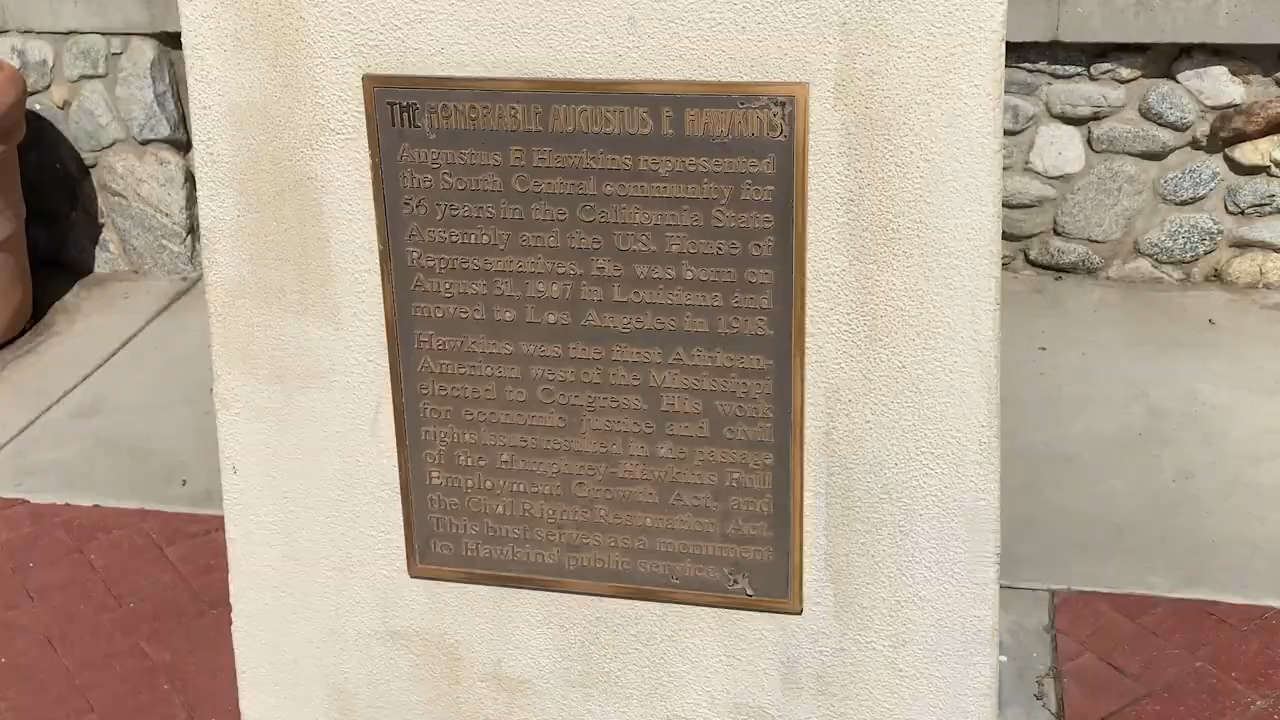 THE HONORABLE AUGUSTUS F. HAWKINS
Augustus F. Hawkins represented
the South Central community for
56 years in the California State
Assembly and the U.S. House of
Representatives. He was born on
August 31, 1907 in Louisiana and
moved to Los Angeles in 1918.
Hawkins was the first African-
American west of the Mississippi
elected to Congress. His work
for economic justice and civil
rights issues resulted in the passage
of the Humphrey-Hawkins Full
Employment Growth Act, and
the Civil Rights Restoration Act.
This bust serves as a monument
to Hawkins' public service.